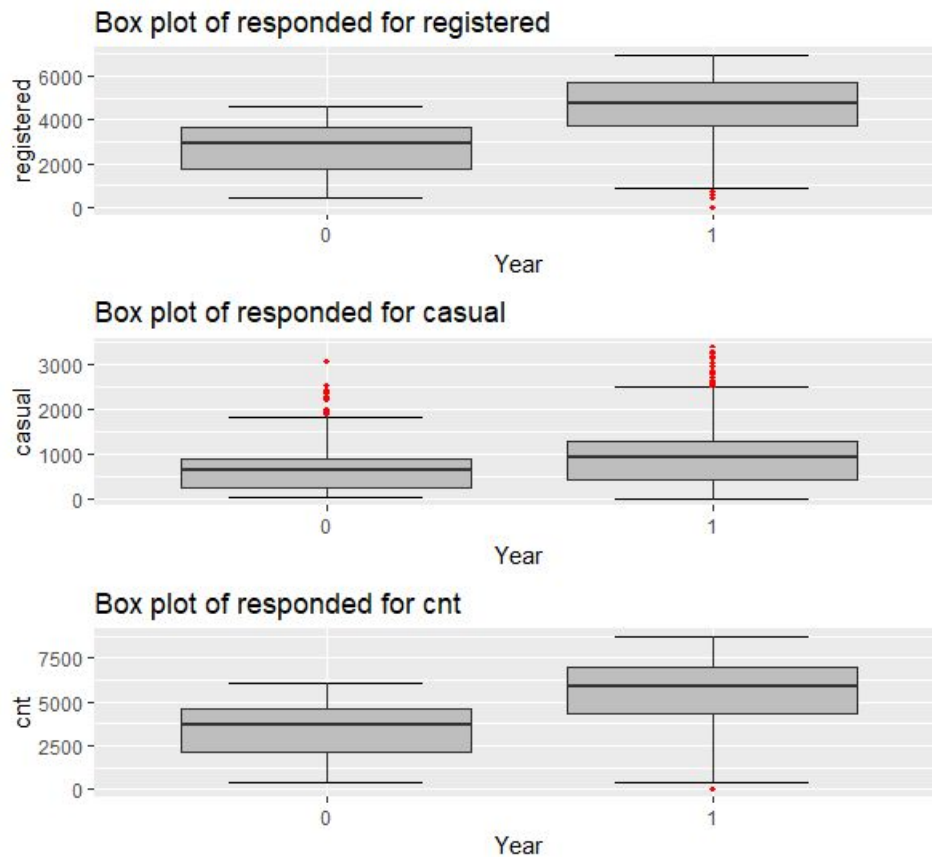 Box plot of responded for registered
6000
4000
2000
0
registered
0 1
Year
Box plot of responded for casual
3000
2000
1000
0
casual
0 1
Year
Box plot of responded for cnt
7500
5000
2500
0
cnt
0 1
Year